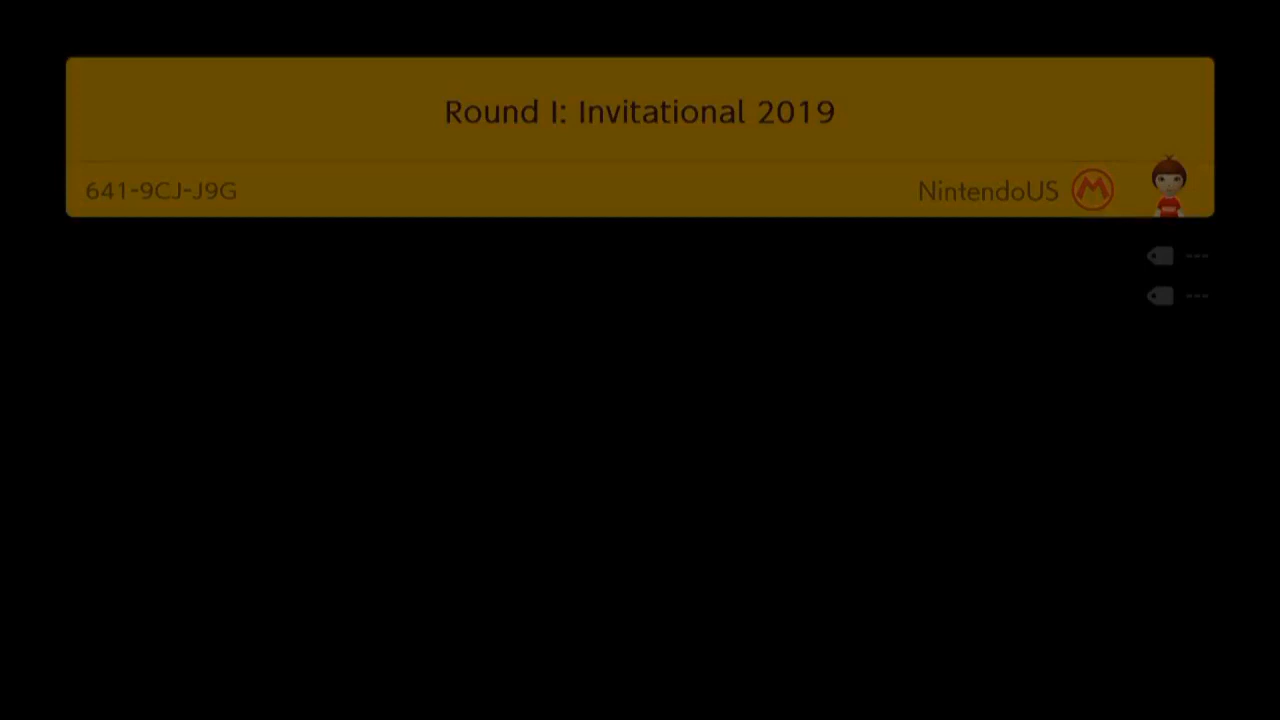 Round I: Invitational 2019
641-9CJ-J9G
NintendoUS M
---
---